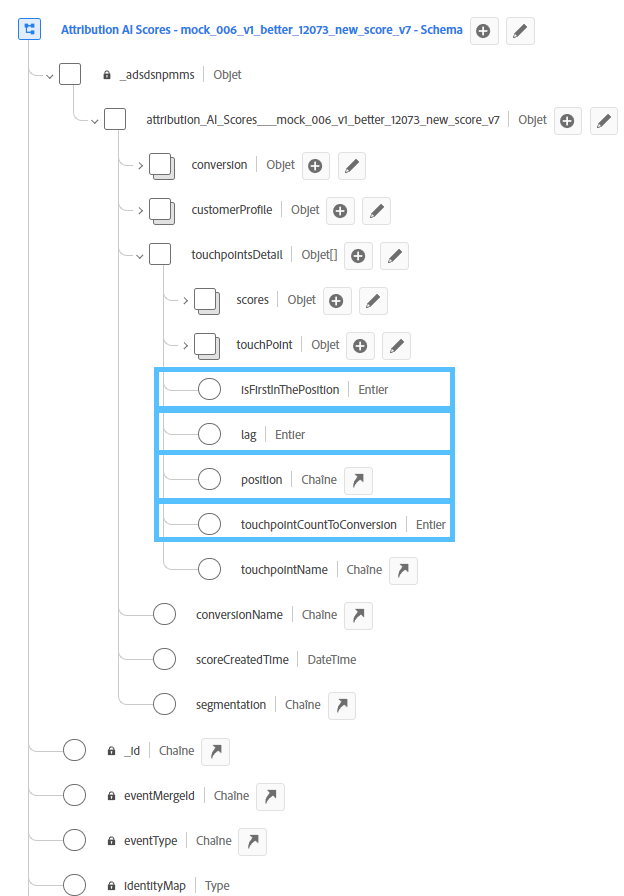 Attribution AI Scores - mock_006_v1_better_12073_new_score_v7 - Schema
_adsdsnpmms Objet
attribution_AI_Scores___mock_006_v1_better_12073_new_score_v7 Objet
conversion Objet
customerProfile Objet
touchpointsDetail Objet[]
scores Objet
touchPoint Objet
isFirstInThePosition Entier
lag Entier
position Chaîne
touchpointCountToConversion Entier
touchpointName Chaîne
conversionName Chaîne
scoreCreatedTime DateTime
segmentation Chaîne
_id Chaîne
eventMergeId Chaîne
eventType Chaîne
identityMap Type